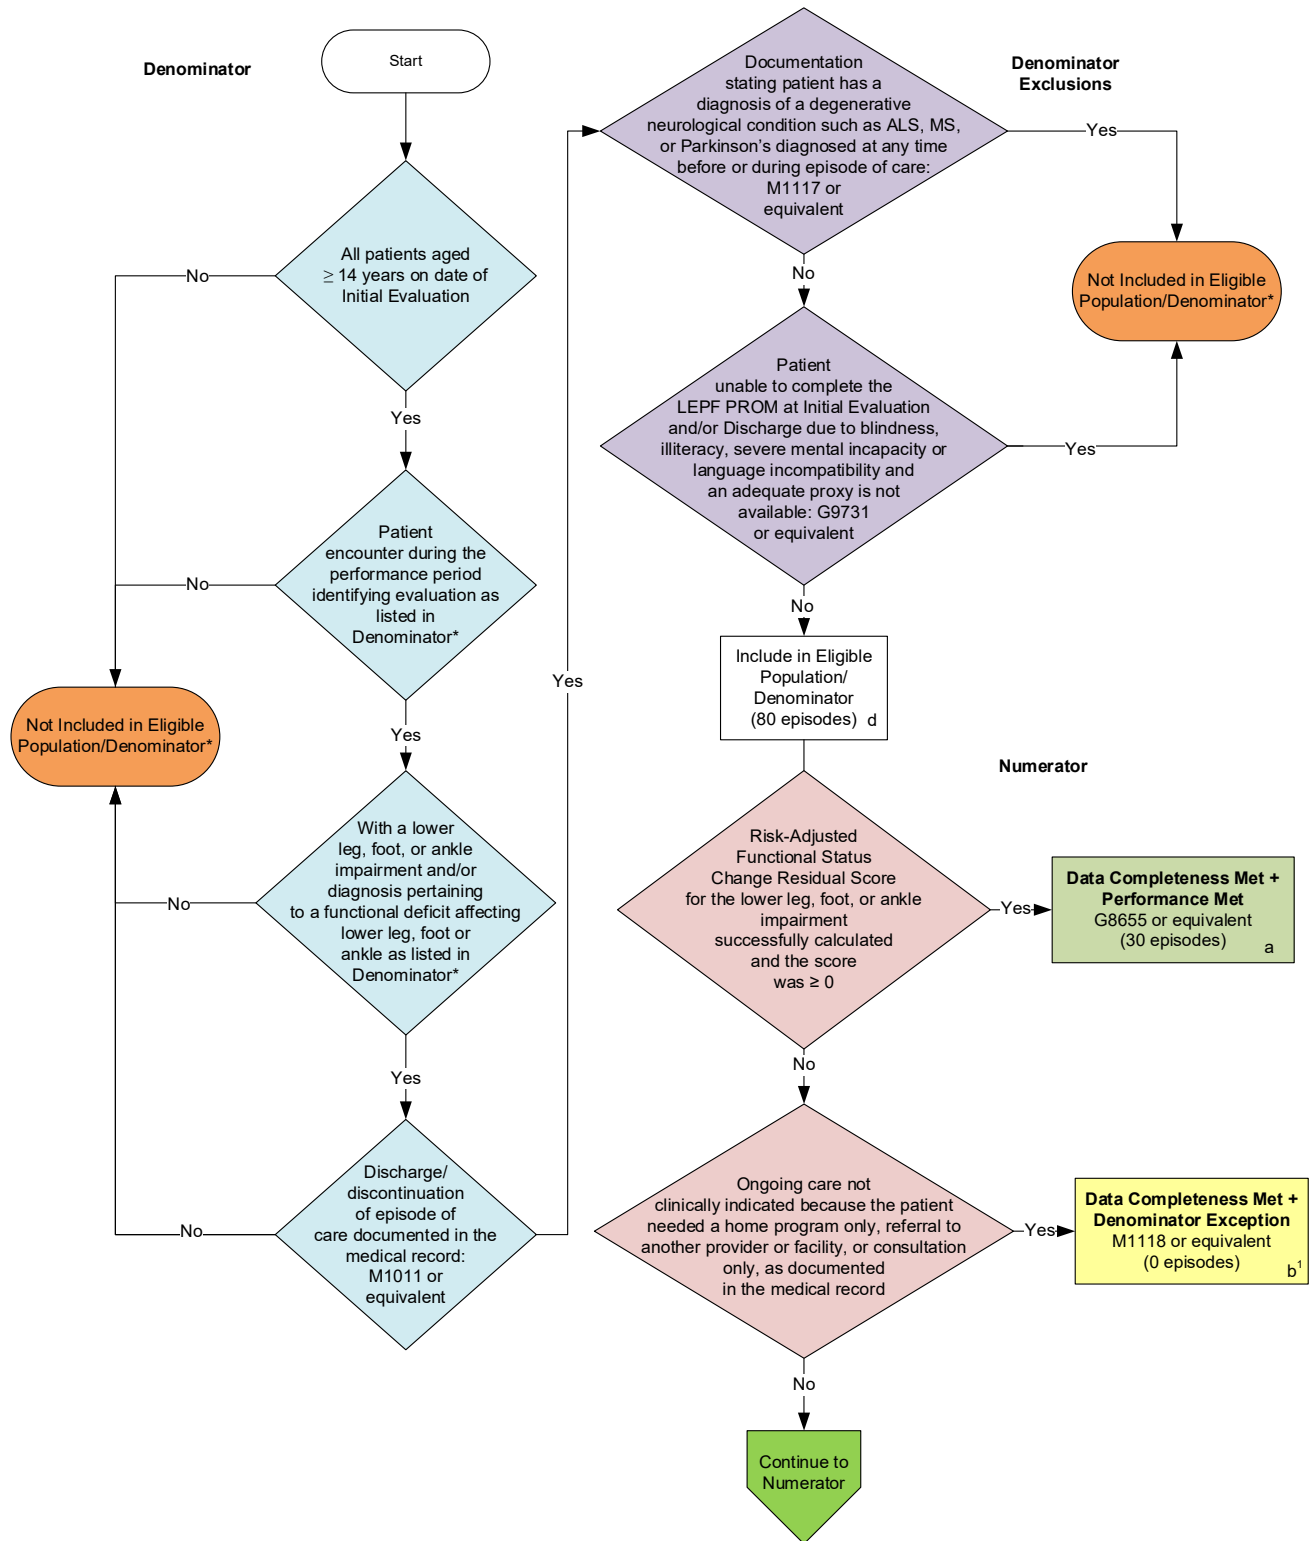 Denominator
Start
All patients aged
≥ 14 years on date of
Initial Evaluation
No
Yes
Patient
encounter during the
performance period
identifying evaluation as
listed in
Denominator*
No
Yes
Not Included in Eligible
Population/Denominator*
With a lower
leg, foot, or ankle
impairment and/or
diagnosis pertaining
to a functional deficit affecting
lower leg, foot or
ankle as listed in
Denominator*
No
Yes
Discharge/
discontinuation
of episode of
care documented in the
medical record:
M1011 or
equivalent
No
Yes
Denominator
Exclusions
Documentation
stating patient has a
diagnosis of a degenerative
neurological condition such as ALS, MS,
or Parkinson's diagnosed at any time
before or during episode of care:
M1117 or
equivalent
Yes
No
Not Included in Eligible
Population/Denominator*
Patient
unable to complete the
LEPF PROM at Initial Evaluation
and/or Discharge due to blindness,
illiteracy, severe mental incapacity or
language incompatibility and
an adequate proxy is not
available: G9731
or equivalent
Yes
No
Include in Eligible
Population/
Denominator
(80 episodes) d
Numerator
Risk-Adjusted
Functional Status
Change Residual Score
for the lower leg, foot, or ankle
impairment
successfully calculated
and the score
was ≥ 0
Yes
Data Completeness Met +
Performance Met
G8655 or equivalent
(30 episodes)
a
No
Ongoing care not
clinically indicated because the patient
needed a home program only, referral to
another provider or facility, or consultation
only, as documented
in the medical record
Yes
Data Completeness Met +
Denominator Exception
M1118 or equivalent
(0 episodes)
b¹
No
Continue to
Numerator